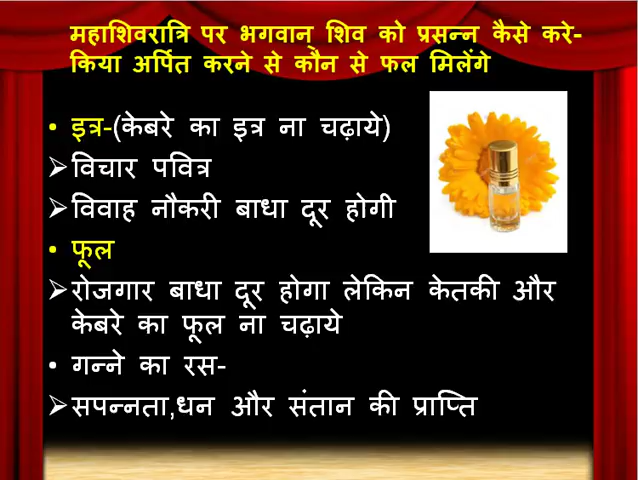 महाशिवरात्रि पर भगवान् शिव को प्रसन्न कैसे करे-
किया अर्पित करने से कौन से फल मिलेंगे
• इत्र-(केबरे का इत्र ना चढ़ाये)
➢विचार पवित्र
➢विवाह नौकरी बाधा दूर होगी
• फूल
➢रोजगार बाधा दूर होगा लेकिन केतकी और
केबरे का फूल ना चढ़ाये
• गन्ने का रस-
➢सपन्नता,धन और संतान की प्राप्ति